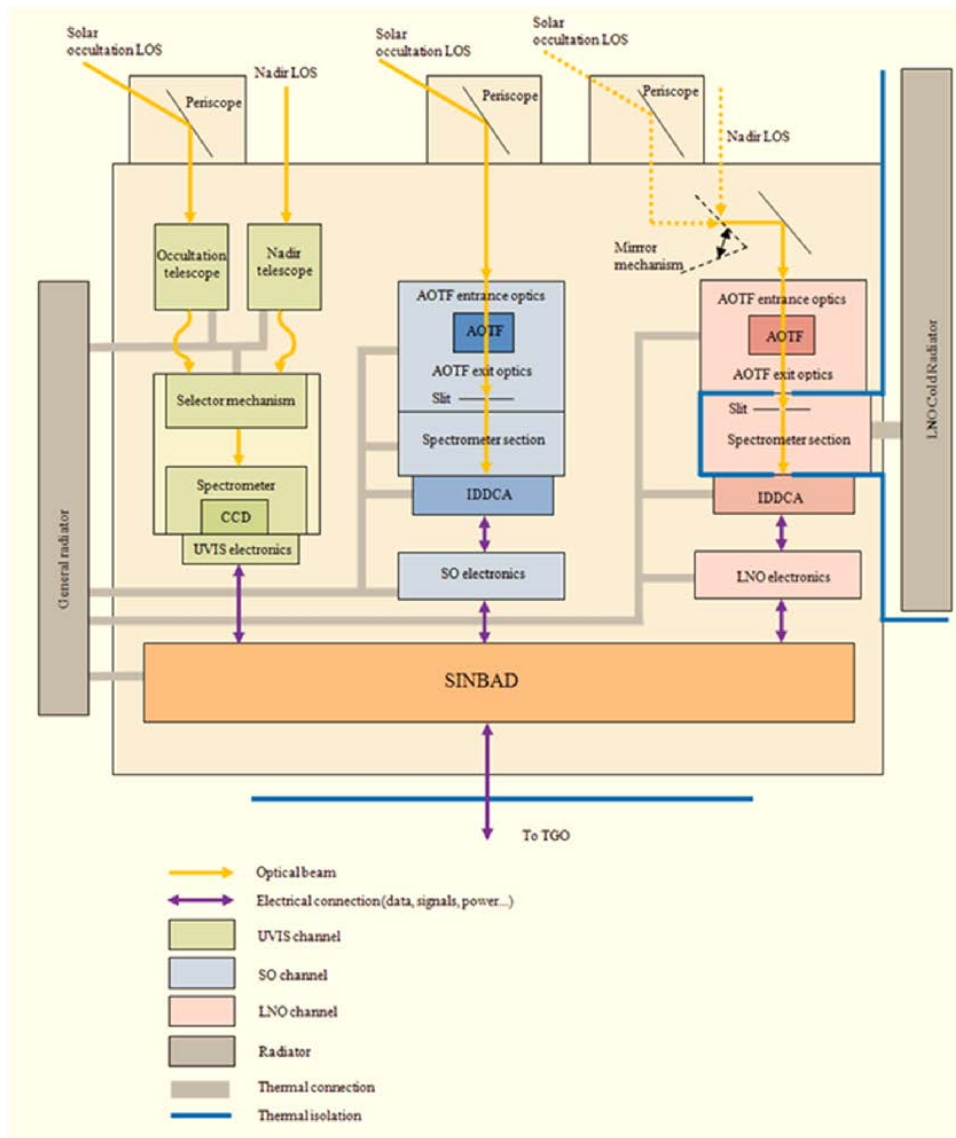 Solar
occultation LOS
Nadir LOS
Periscope
Solar
occultation LOS
Periscope
Solar
occultation LOS
Periscope
Nadir LOS
Mirrror
mechanism
Occultation
telescope
Nadir
telescope
Selector mechanism
Spectrometer
CCD
UVIS electronics
AOTF entrance optics
AOTF
AOTF exit optics
Slit
Spectrometer section
IDDCA
SO electronics
AOTF entrance optics
AOTF
AOTF exit optics
Slit
Spectrometer section
IDDCA
LNO electronics
General radiator
LNO Cold Radiator
SINBAD
To TGO
Optical beam
Electrical connection (data, signals, power...)
UVIS channel
SO channel
LNO channel
Radiator
Thermal connection
Thermal isolation